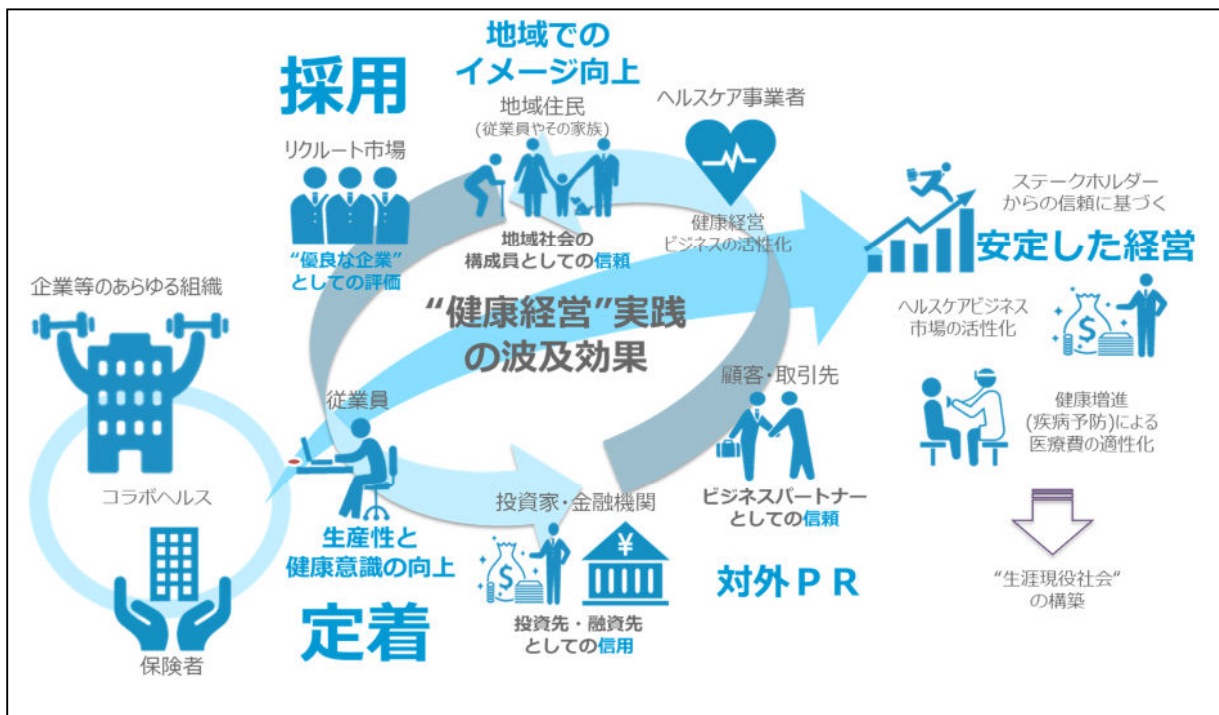 採用
リクルート市場
“優良な企業”
としての評価
地域での
イメージ向上
地域住民
(従業員やその家族)
地域社会の
構成員としての信頼
ヘルスケア事業者
健康経営
ビジネスの活性化
ステークホルダー
からの信頼に基づく
安定した経営
ヘルスケアビジネス
市場の活性化
$
健康増進
(疾病予防)による
医療費の適性化
“生涯現役社会“
の構築
企業等のあらゆる組織
コラボヘルス
保険者
“健康経営”実践
の波及効果
従業員
生産性と
健康意識の向上
定着
投資家・金融機関
$
¥
投資先・融資先
としての信用
顧客・取引先
ビジネスパートナー
としての信頼
対外ＰＲ